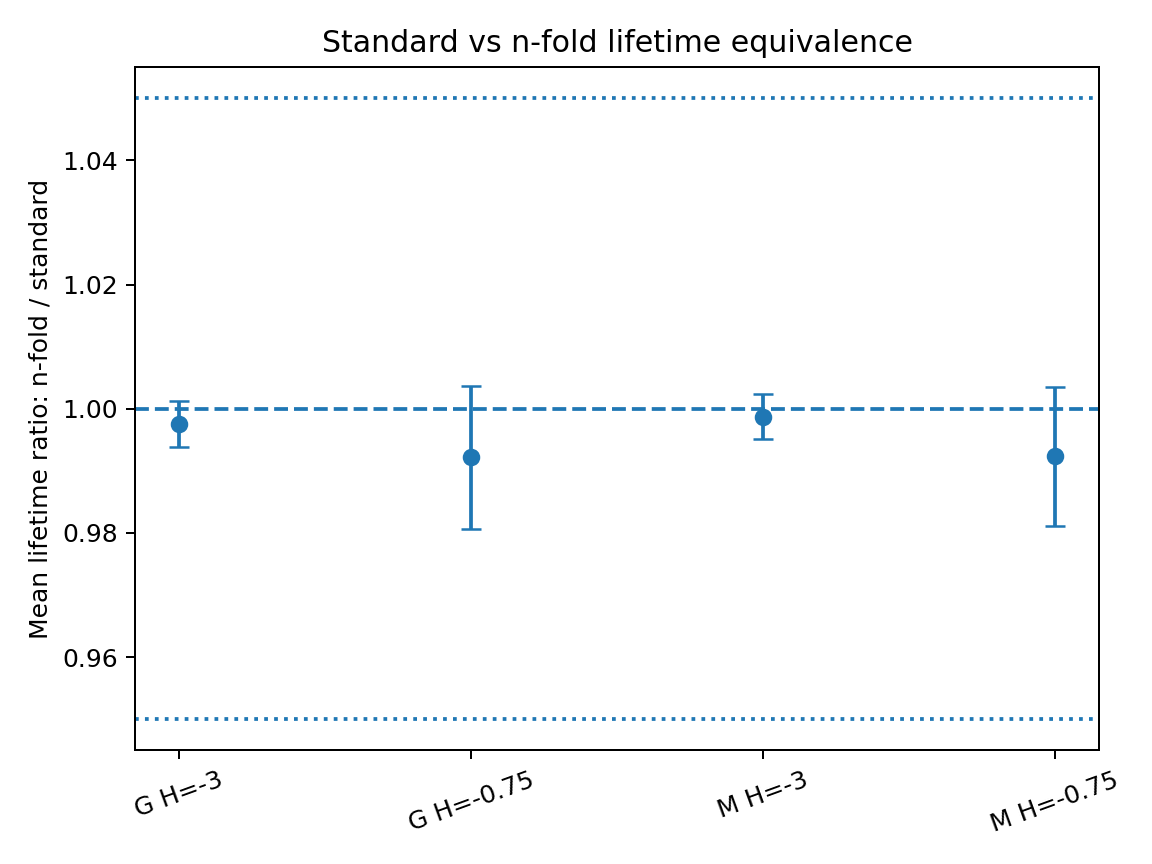 Standard vs n-fold lifetime equivalence
Mean lifetime ratio: n-fold / standard
1.04
1.02
1.00
0.98
0.96
G H=-3
G H=-0.75
M H=-3
M H=-0.75